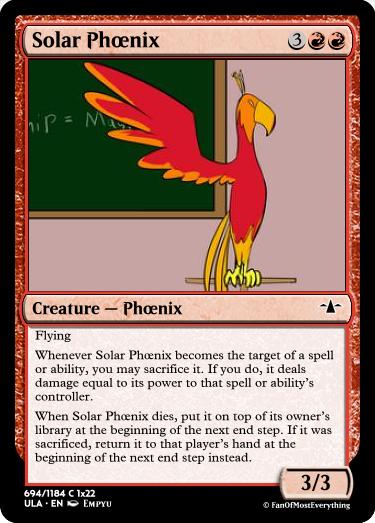 Solar Phœnix 3
ip = Ma
Creature — Phœnix
Flying
Whenever Solar Phœnix becomes the target of a spell
or ability, you may sacrifice it. If you do, it deals
damage equal to its power to that spell or ability's
controller.
When Solar Phœnix dies, put it on top of its owner's
library at the beginning of the next end step. If it
was sacrificed, return it to that player's hand at the
beginning of the next end step instead.
3/3
694/1184 C 1x22
ULA • EN Empyu
© FanOfMostEverything